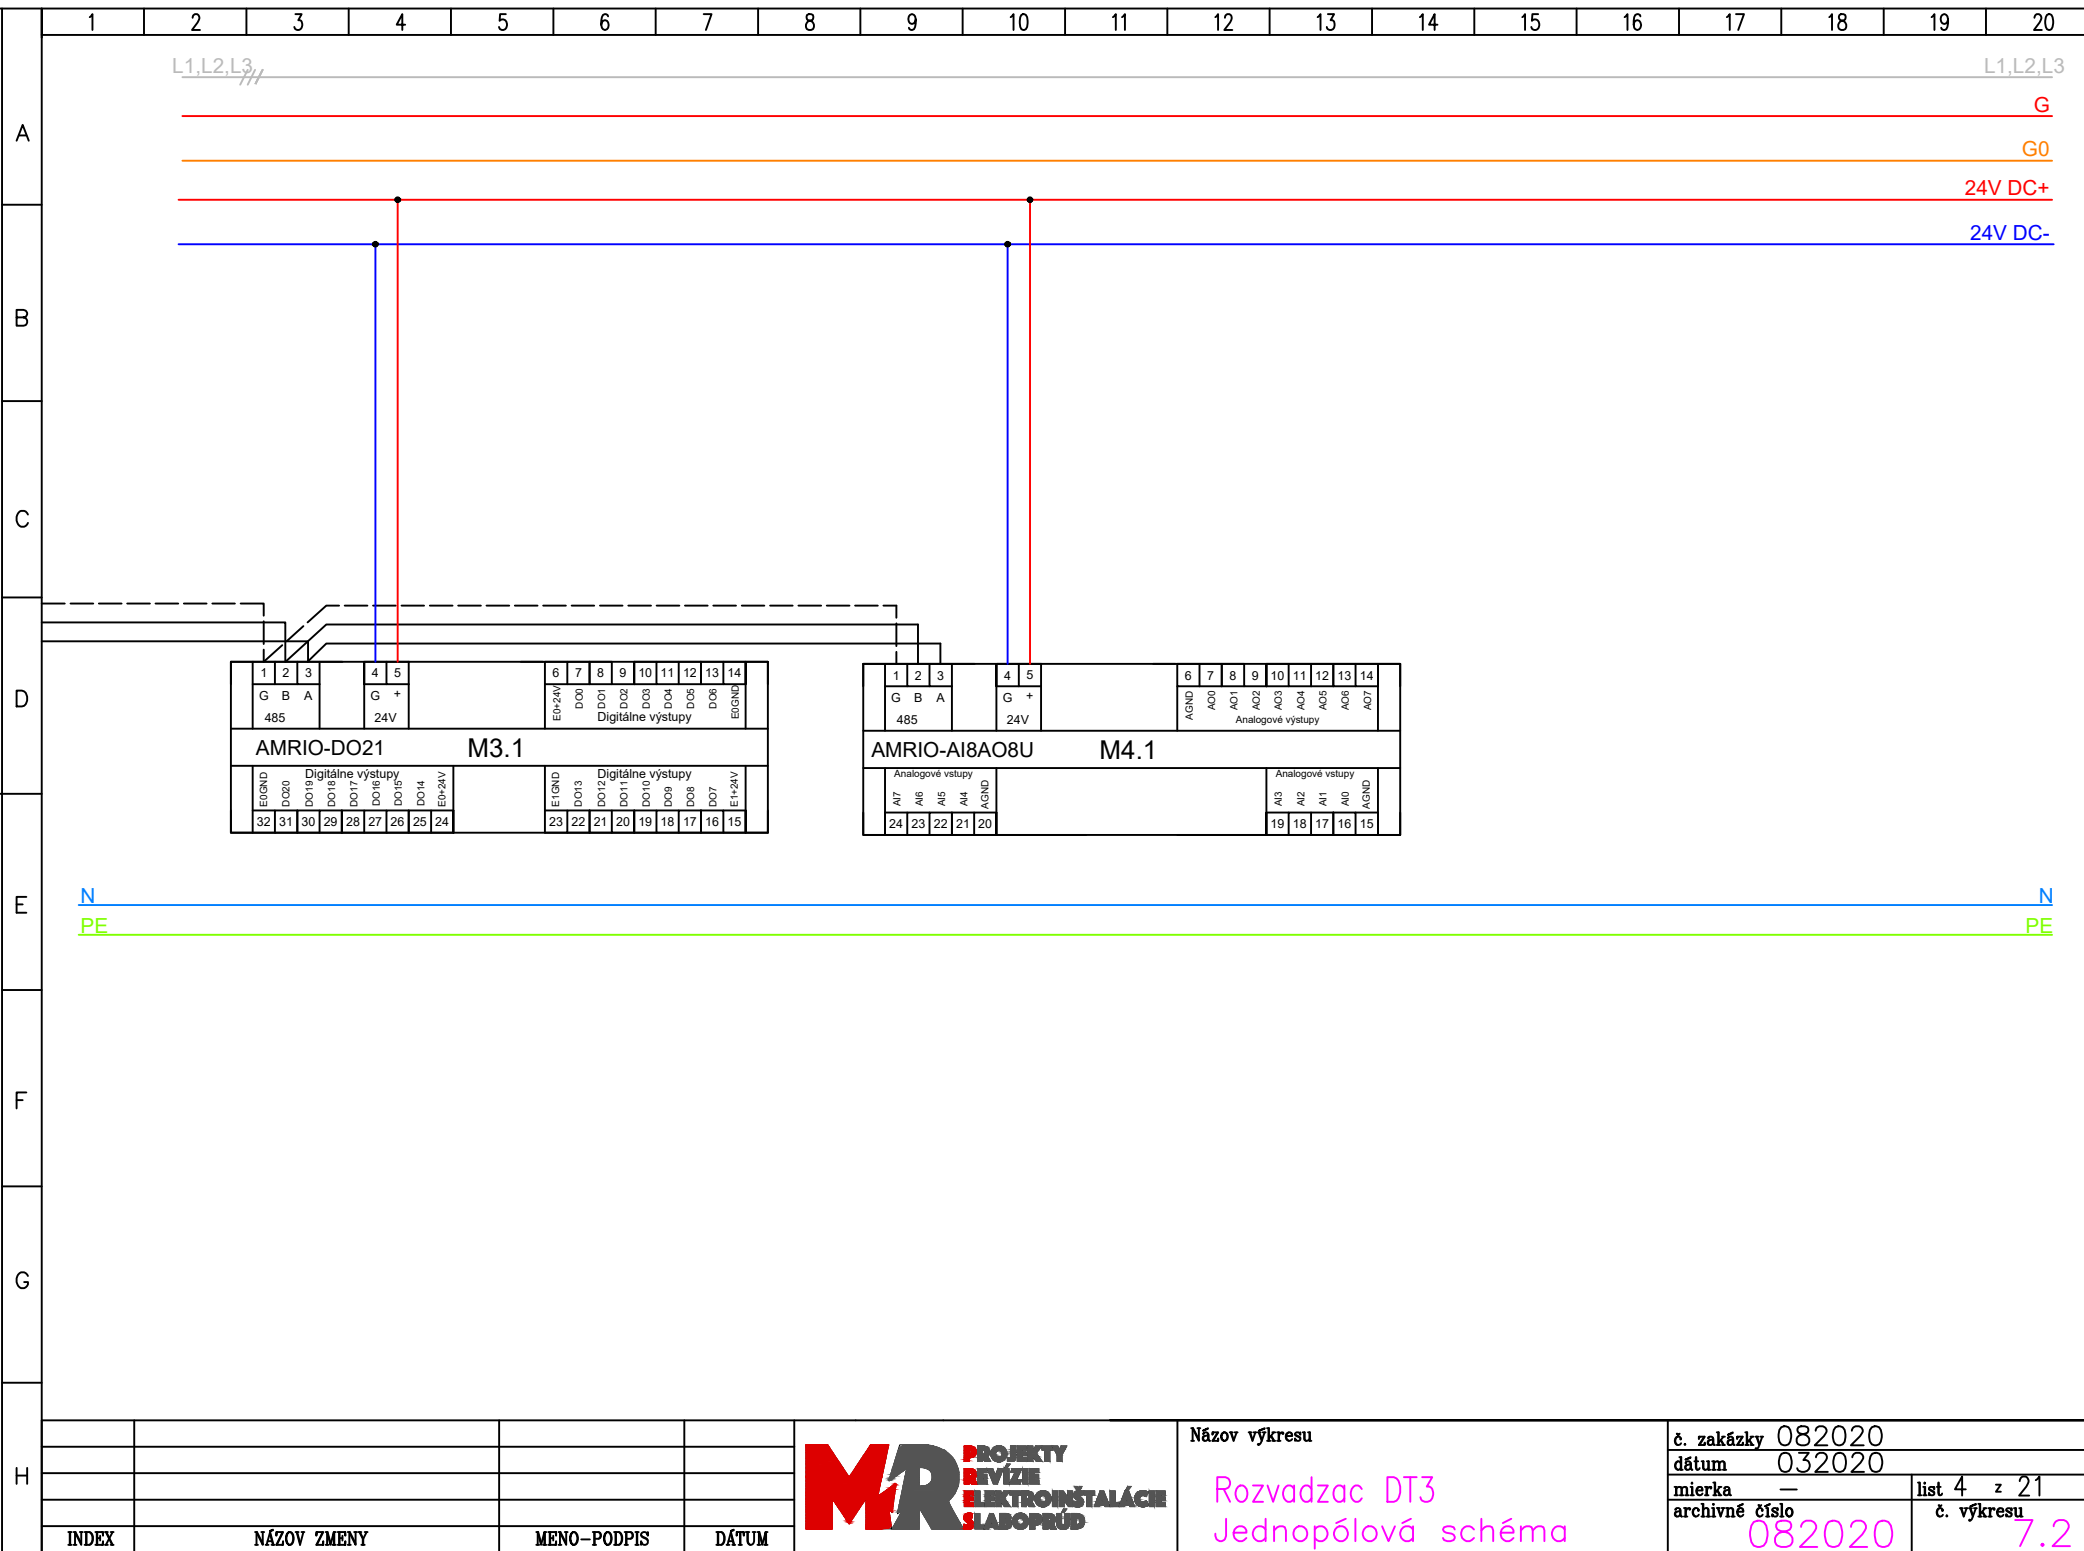 1 2 3 4 5 6 7 8 9 10 11 12 13 14 15 16 17 18 19 20
L1,L2,L3 L1,L2,L3
G
A
G0
24V DC+
24V DC-
B
C
D
1 2 3 4 5 6 7 8 9 10 11 12 13 14
G B A G + E0+24V DO0 DO1 DO2 DO3 DO4 DO5 DO6 E0GND
485 24V Digitálne výstupy
AMRIO-DO21 M3.1
Digitálne výstupy Digitálne výstupy
E0GND DO20 DO19 DO18 DO17 DO16 DO15 DO14 E0+24V E1GND DO13 DO12 DO11 DO10 DO9 DO8 DO7 E1+24V
32 31 30 29 28 27 26 25 24 23 22 21 20 19 18 17 16 15
1 2 3 4 5 6 7 8 9 10 11 12 13 14
G B A G + AGND AO0 AO1 AO2 AO3 AO4 AO5 AO6 AO7
485 24V Analogové výstupy
AMRIO-AI8AO8U M4.1
Analogové vstupy Analogové vstupy
AI7 AI6 AI5 AI4 AGND AI3 AI2 AI1 AI0 AGND
24 23 22 21 20 19 18 17 16 15
E
N N
PE PE
F
G
H
INDEX NÁZOV ZMENY MENO-PODPIS DÁTUM
MR
PROJEKTY
REVÍZIE
ELEKTROINŠTALÁCIE
SLABOPRÚD
Názov výkresu
Rozvadzac DT3
Jednopólová schéma
č. zakázky 082020
dátum 032020
mierka — list 4 z 21
archivné číslo č. výkresu
082020 7.2